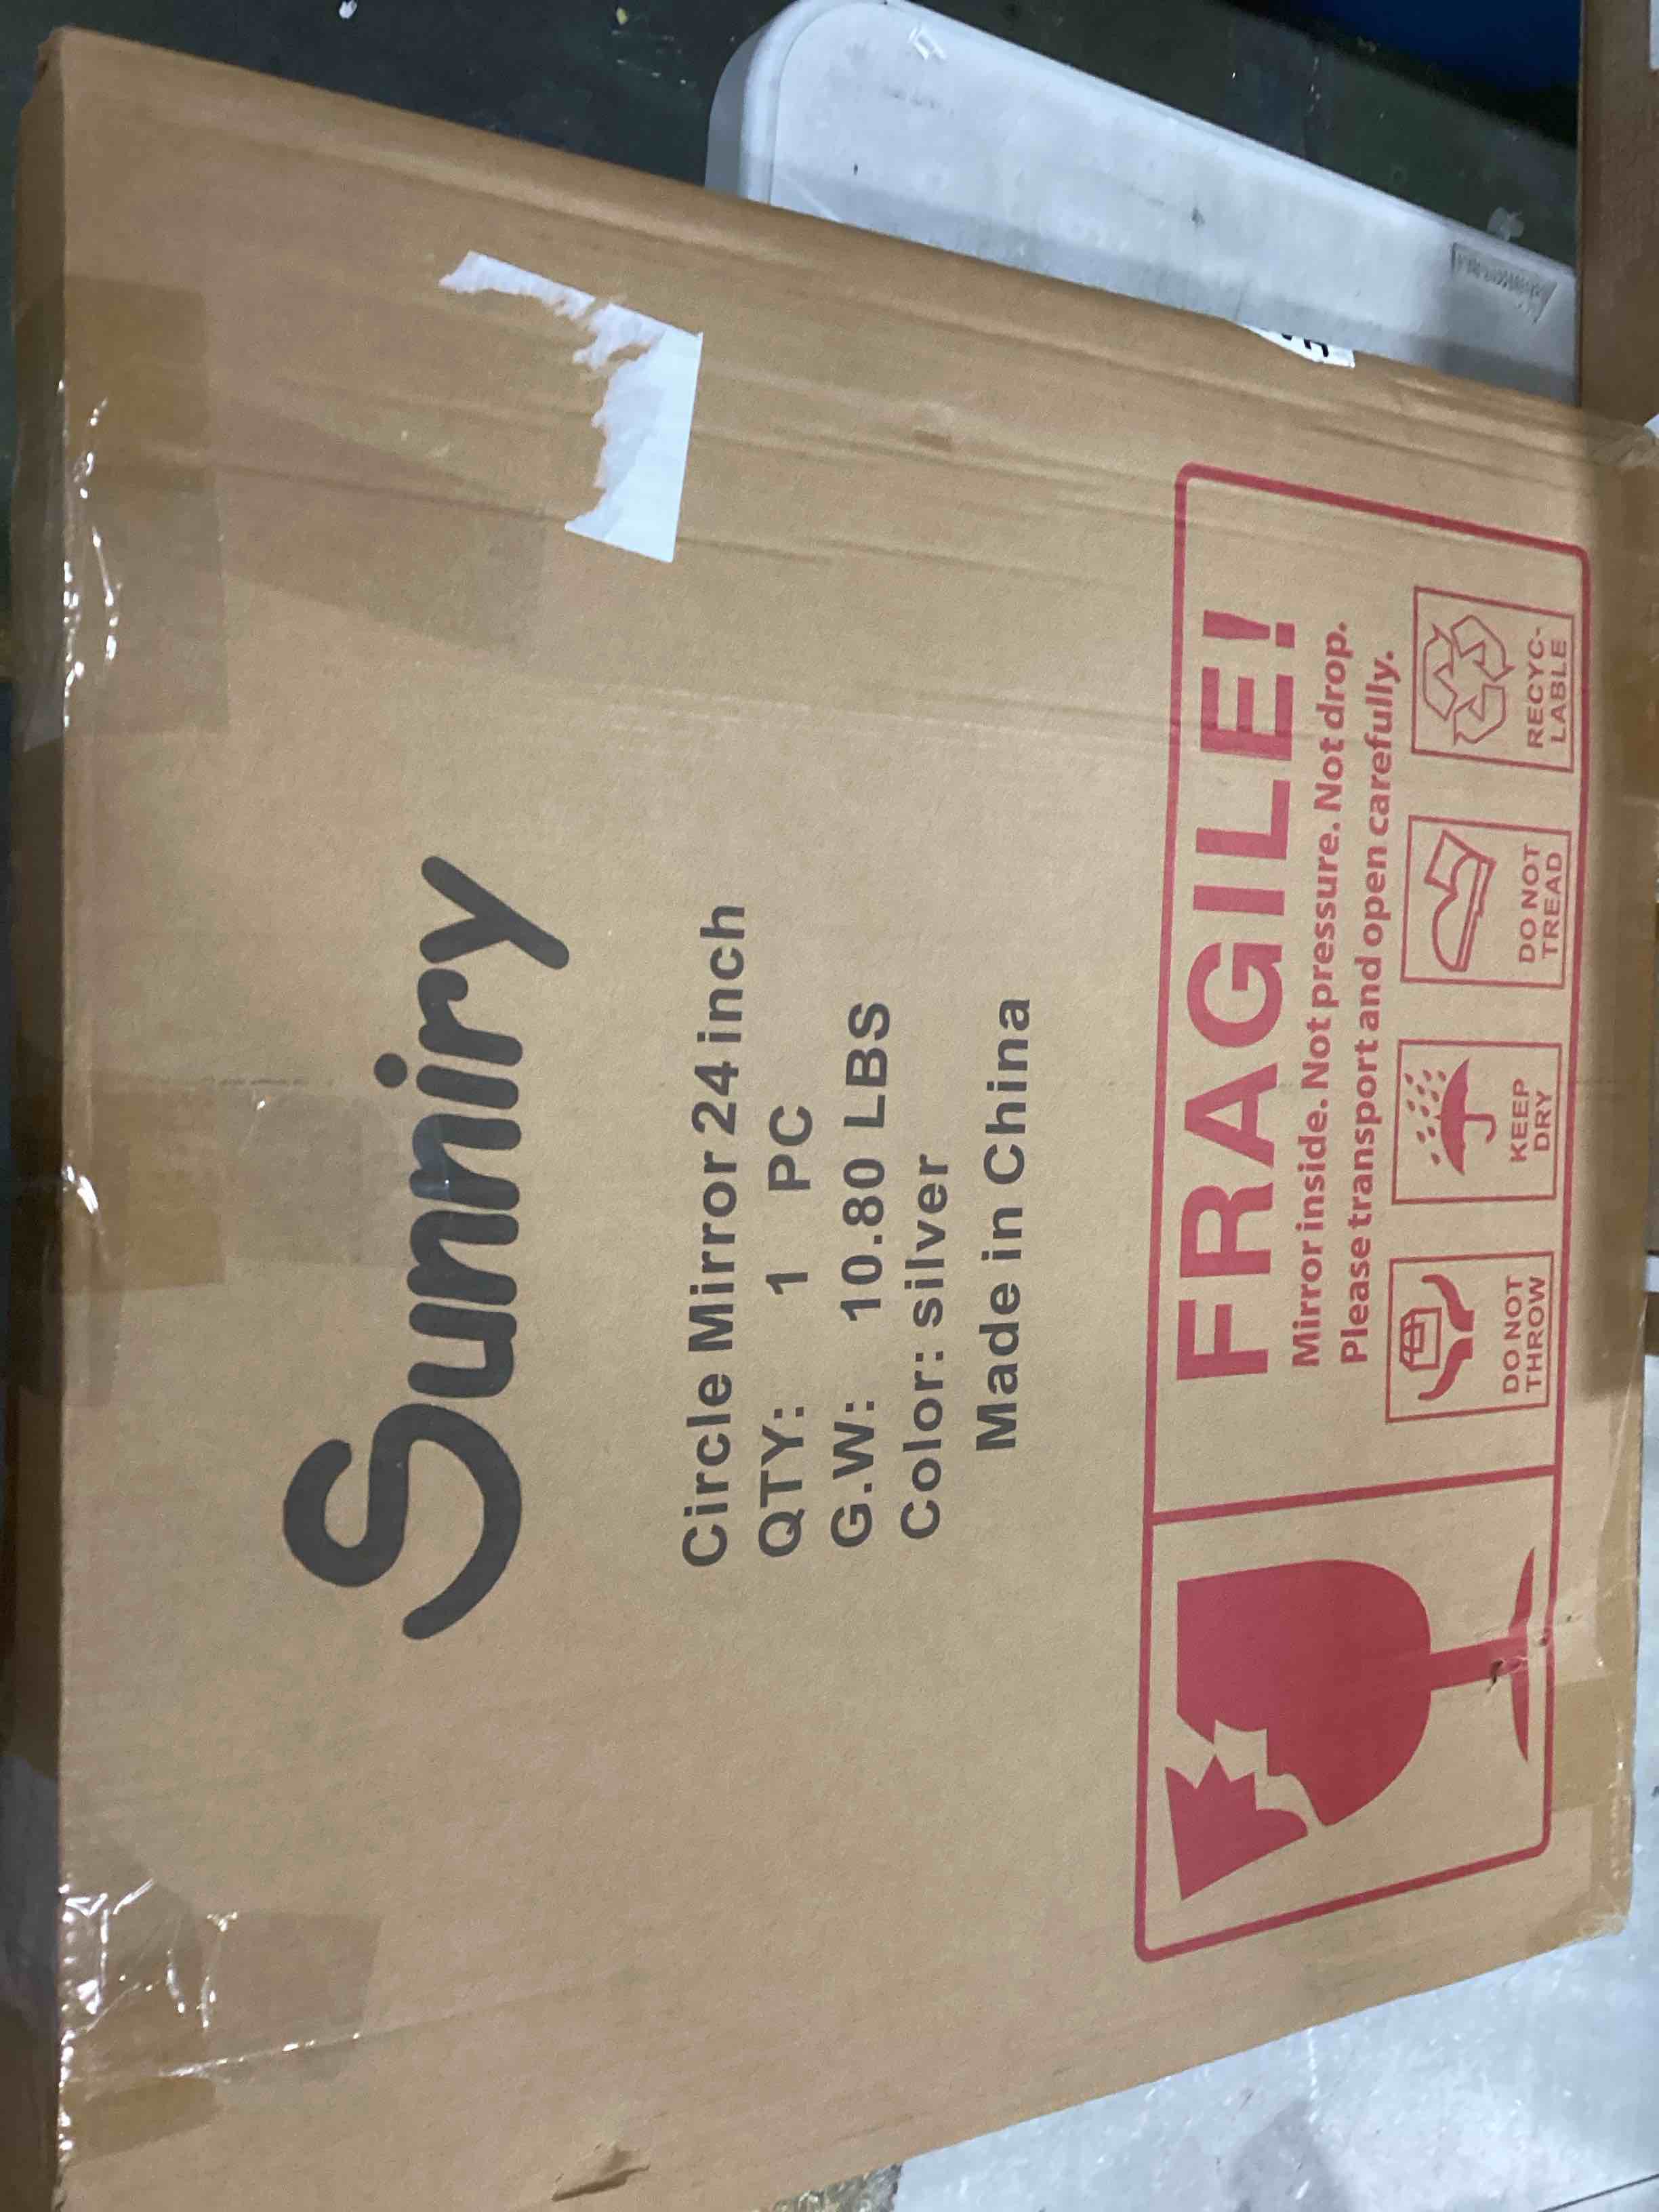 Sunniry
Circle Mirror 24 inch
QTY: 1 PC
G.W: 10.80 LBS
Color: silver
Made in China
FRAGILE!
Mirror inside. Not pressure. Not drop.
Please transport and open carefully.
DO NOT
THROW
KEEP
DRY
DO NOT
TREAD
RECYC-
LABLE